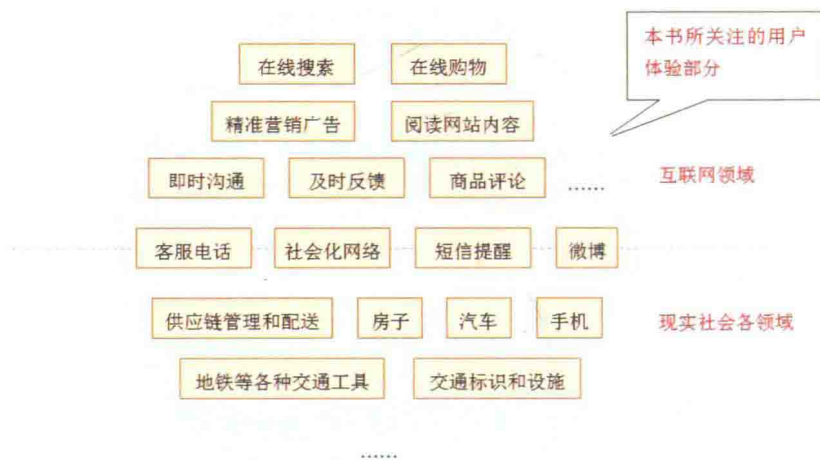 本书所关注的用户
体验部分
在线搜索 在线购物
精准营销广告 阅读网站内容
即时沟通 及时反馈 商品评论 ……
互联网领域
客服电话 社会化网络 短信提醒 微博
供应链管理和配送 房子 汽车 手机
现实社会各领域
地铁等各种交通工具 交通标识和设施
……